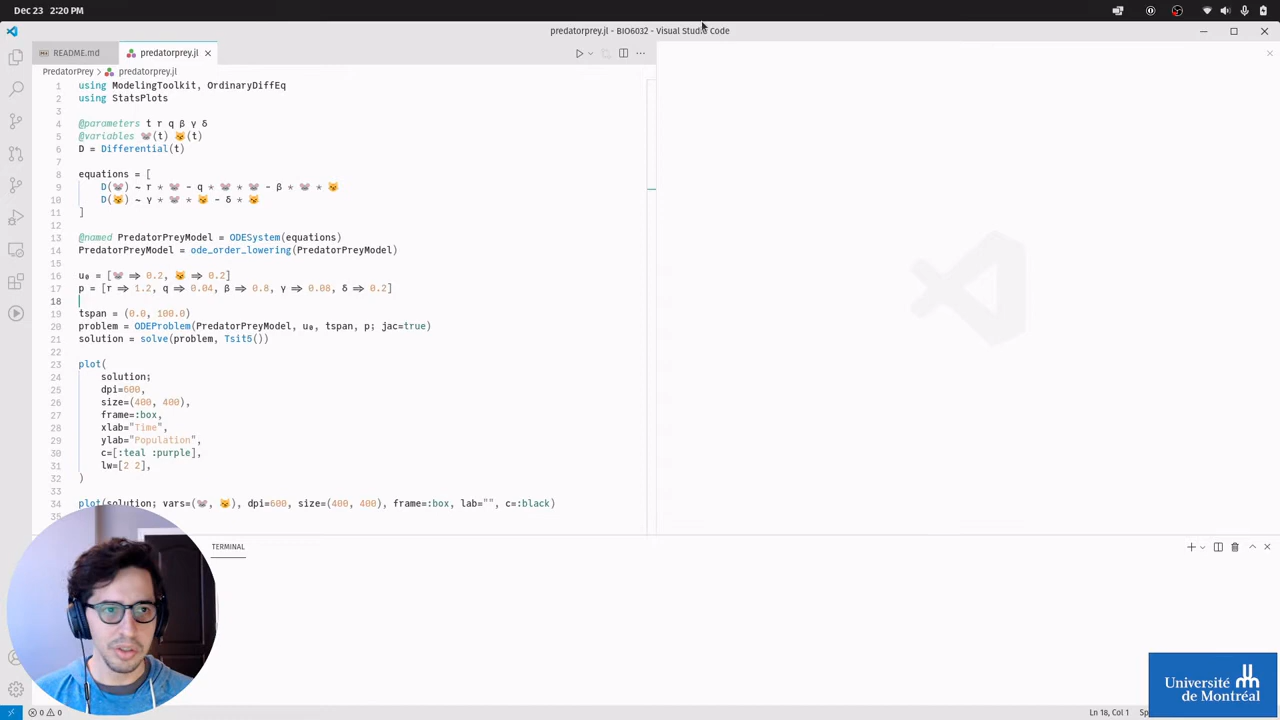 Dec 23 2:20 PM
predatorprey.jl - BIO6032 - Visual Studio Code
README.md
predatorprey.jl
PredatorPrey > predatorprey.jl
1 using ModelingToolkit, OrdinaryDiffEq
2 using StatsPlots
3
4 @parameters t r q β γ δ
5 @variables 🐭(t) 😼(t)
6 D = Differential(t)
7
8 equations = [
9 D(🐭) ~ r * 🐭 - q * 🐭 * 🐭 - β * 🐭 * 😼
10 D(😼) ~ γ * 🐭 * 😼 - δ * 😼
11 ]
12
13 @named PredatorPreyModel = ODESystem(equations)
14 PredatorPreyModel = ode_order_lowering(PredatorPreyModel)
15
16 u₀ = [🐭 => 0.2, 😼 => 0.2]
17 p = [r => 1.2, q => 0.04, β => 0.8, γ => 0.08, δ => 0.2]
18
19 tspan = (0.0, 100.0)
20 problem = ODEProblem(PredatorPreyModel, u₀, tspan, p; jac=true)
21 solution = solve(problem, Tsit5())
22
23 plot(
24 solution;
25 dpi=600,
26 size=(400, 400),
27 frame=:box,
28 xlab="Time",
29 ylab="Population",
30 c=[:teal :purple],
31 lw=[2 2],
32 )
33
34 plot(solution; vars=(🐭, 😼), dpi=600, size=(400, 400), frame=:box, lab="", c=:black)
35
TERMINAL
Université
de Montréal
0 0
Ln 18, Col 1